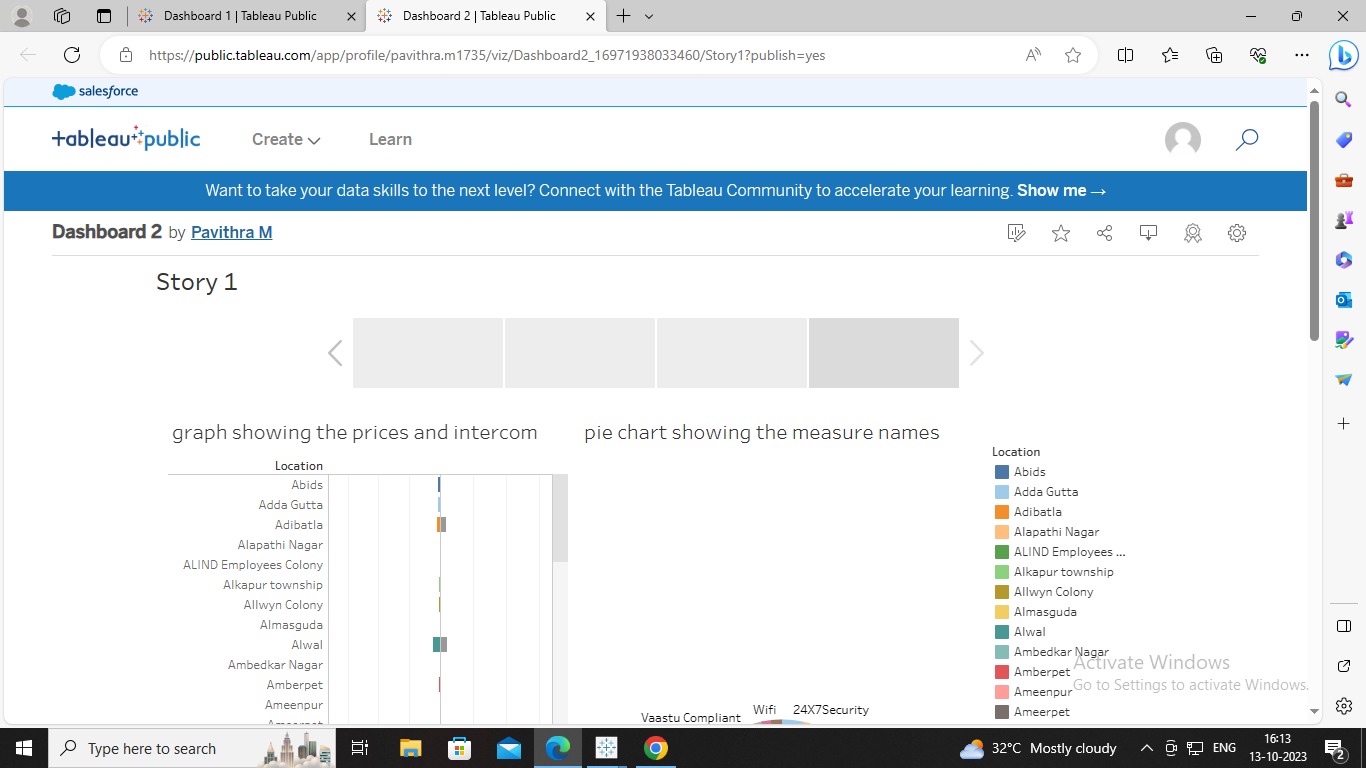 Dashboard 1 | Tableau Public
Dashboard 2 | Tableau Public
https://public.tableau.com/app/profile/pavithra.m1735/viz/Dashboard2_16971938033460/Story1?publish=yes
salesforce
+ableau public
Create
Learn
Want to take your data skills to the next level? Connect with the Tableau Community to accelerate your learning. Show me →
Dashboard 2 by Pavithra M
Story 1
graph showing the prices and intercom
Location
Abids
Adda Gutta
Adibatla
Alapathi Nagar
ALIND Employees Colony
Alkapur township
Allwyn Colony
Almasguda
Alwal
Ambedkar Nagar
Amberpet
Ameenpur
Ameerpet
pie chart showing the measure names
Wifi
24X7Security
Vaastu Compliant
Location
Abids
Adda Gutta
Adibatla
Alapathi Nagar
ALIND Employees ...
Alkapur township
Allwyn Colony
Almasguda
Alwal
Ambedkar Nagar
Amberpet
Ameenpur
Ameerpet
Activate Windows
Go to Settings to activate Windows.
Type here to search
32°C Mostly cloudy
ENG
16:13
13-10-2023
2